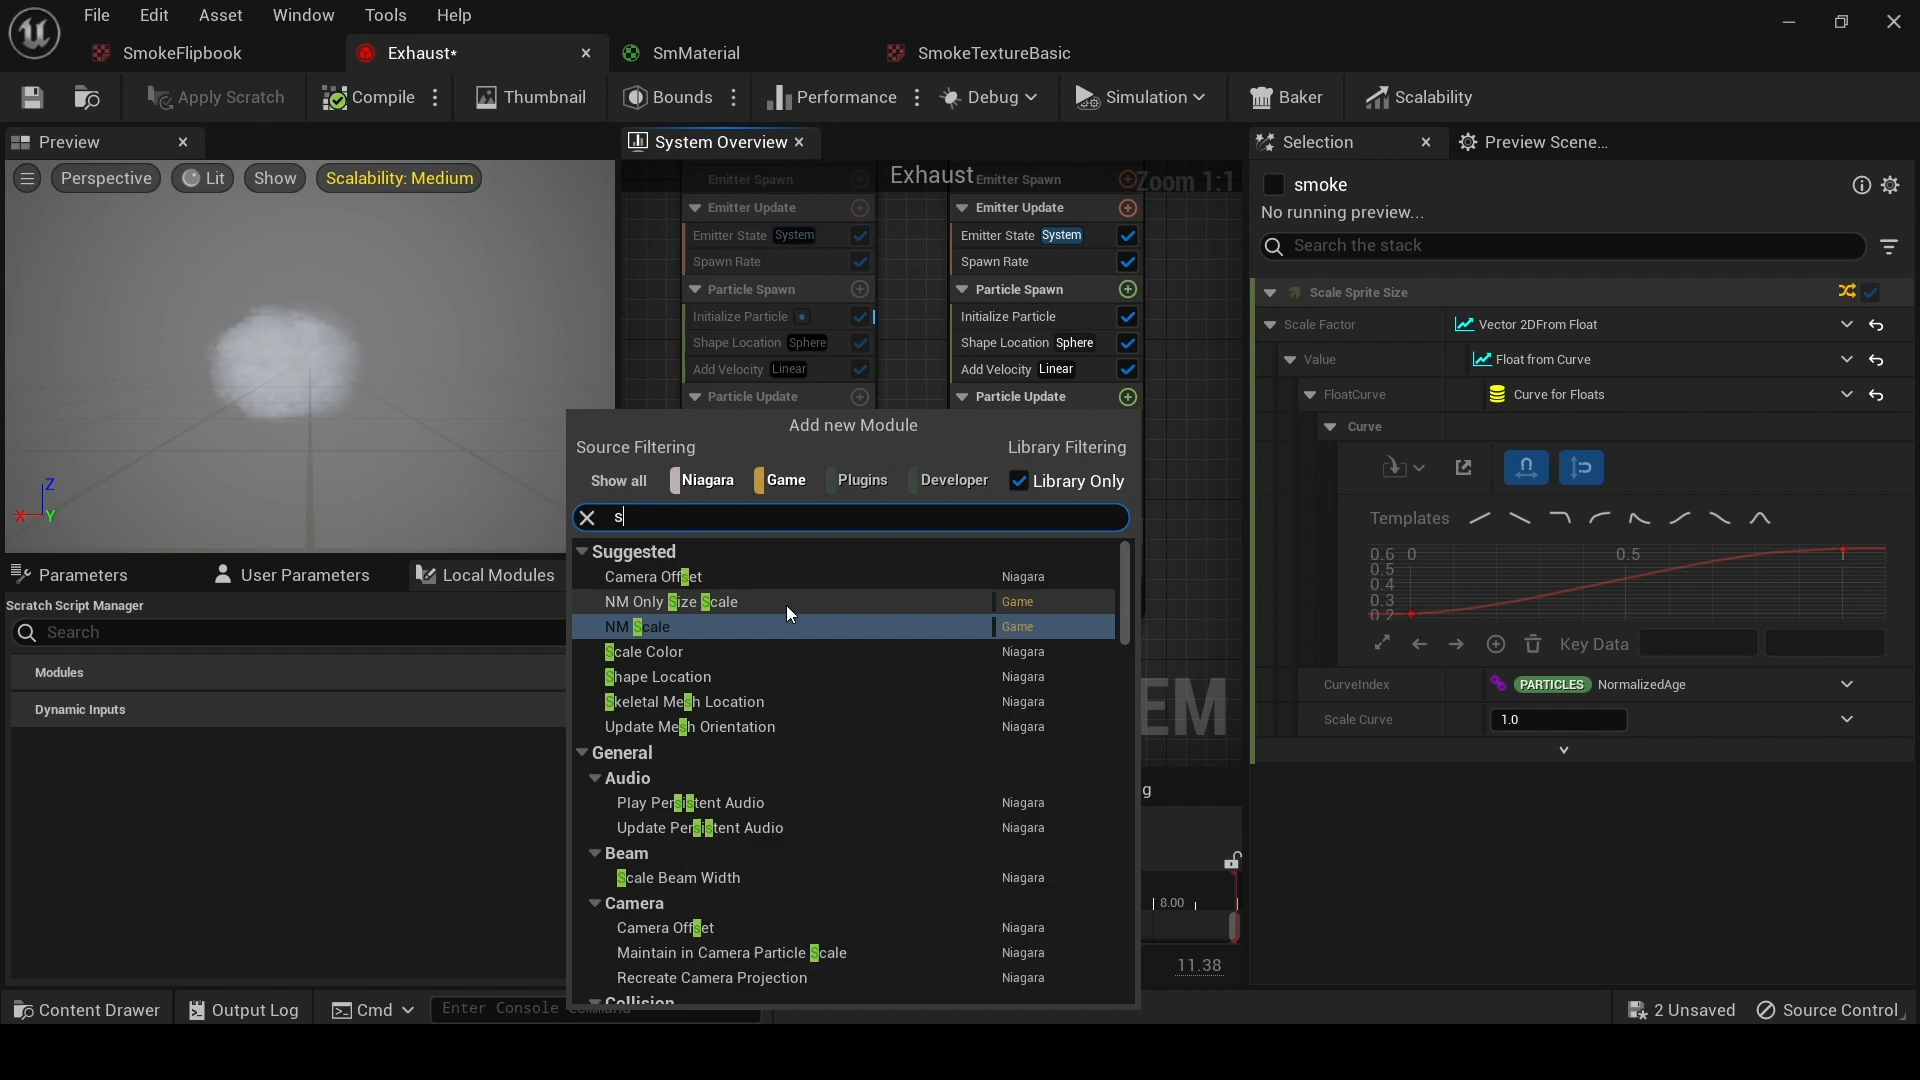 File Edit Asset Window Tools Help
SmokeFlipbook Exhaust* SmMaterial SmokeTextureBasic
Apply Scratch Compile Thumbnail Bounds Performance Debug Simulation Baker Scalability
Preview System Overview Selection Preview Scene...
Perspective Lit Show Scalability: Medium
Exhaust
Zoom 1:1
Emitter Spawn
Emitter Update
Emitter State System
Spawn Rate
Particle Spawn
Initialize Particle
Shape Location Sphere
Add Velocity Linear
Particle Update
Emitter Spawn
Emitter Update
Emitter State System
Spawn Rate
Particle Spawn
Initialize Particle
Shape Location Sphere
Add Velocity Linear
Particle Update
Z
X Y
Parameters User Parameters Local Modules
Scratch Script Manager
Search
Modules
Dynamic Inputs
Add new Module
Source Filtering Library Filtering
Show all Niagara Game Plugins Developer Library Only
s
Suggested
Camera Offset Niagara
NM Only Size Scale Game
NM Scale Game
Scale Color Niagara
Shape Location Niagara
Skeletal Mesh Location Niagara
Update Mesh Orientation Niagara
General
Audio
Play Persistent Audio Niagara
Update Persistent Audio Niagara
Beam
Scale Beam Width Niagara
Camera
Camera Offset Niagara
Maintain in Camera Particle Scale Niagara
Recreate Camera Projection Niagara
Collision
EM
g
8.00
11.38
smoke
No running preview...
Search the stack
Scale Sprite Size
Scale Factor Vector 2DFrom Float
Value Float from Curve
FloatCurve Curve for Floats
Curve
Templates
0.6 0 0.5 1
0.5
0.4
0.3
0.2
Key Data
CurveIndex PARTICLES NormalizedAge
Scale Curve 1.0
Content Drawer Output Log Cmd Enter Console Command 2 Unsaved Source Control